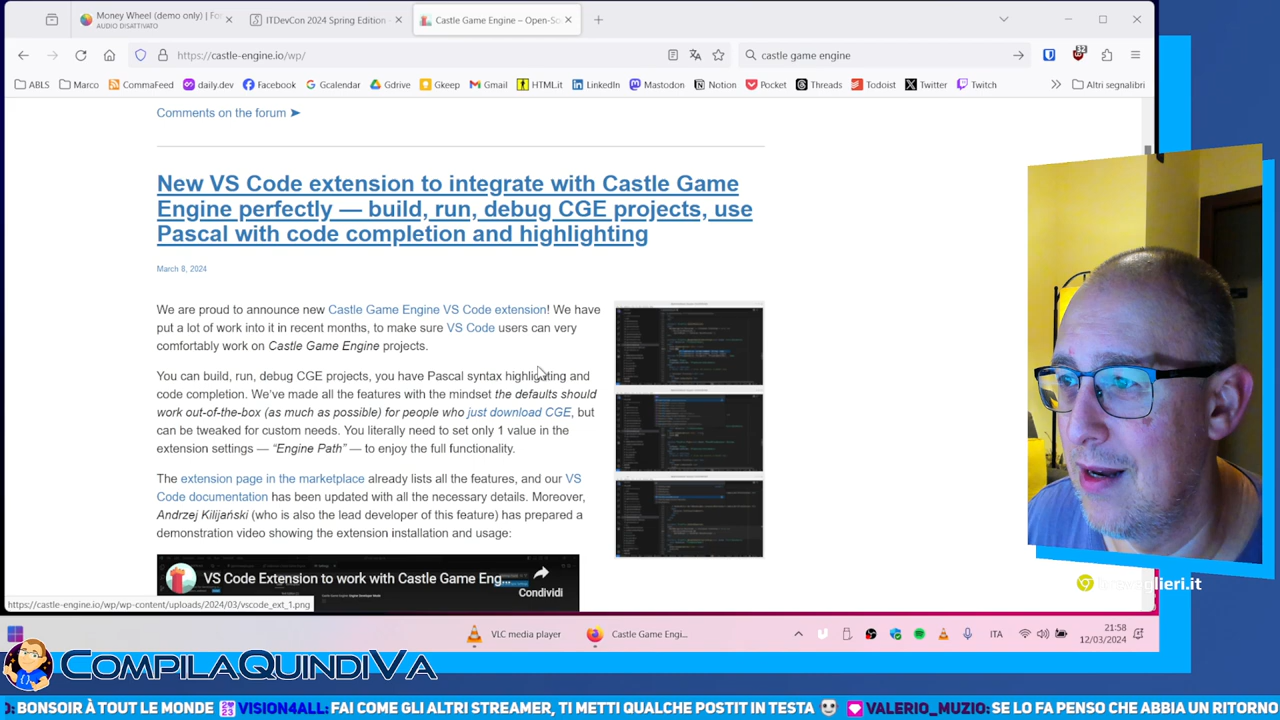 Money Wheel (demo only) | Fo
AUDIO DISATTIVATO
ITDevCon 2024 Spring Edition
Castle Game Engine – Open-So
https://castle-engine.io/wp/
castle game engine
32
ABLS
Marco
CommaFeed
daily.dev
Facebook
Gcalendar
Gdrive
Gkeep
Gmail
HTML.it
LinkedIn
Mastodon
Notion
Pocket
Threads
Todoist
Twitter
Twitch
Altri segnalibri
Comments on the forum ➤
New VS Code extension to integrate with Castle Game
Engine perfectly — build, run, debug CGE projects, use
Pascal with code completion and highlighting
March 8, 2024
We are proud to announce new Castle Game Engine VS Code extension! We have
put a lot of work into it in recent months, to make sure VS Code users can very
comfortably work on Castle Game Engine projects.
You can build, run, debug CGE projects, you have Pascal syntax highlighting and
code completion. We've made all the features with the mindset the defaults should
work out-of-the-box (as much as possible) for people who just download CGE, but
can be tweaked for custom needs. You literally need to set only 1 value in the
extension settings — “Engine Path” — to enjoy the full functionality.
The extension page in the marketplace already lists all the features, and our VS
Code documentation has been updated with all the necessary details. Moreover,
Andrzej Kilijański (who is also the lead developer of this feature) has prepared a
demonstration video showing the extension installation and usage:
VS Code Extension to work with Castle Game Eng...
Condividi
https://castle-engine.io/wp/wp-content/uploads/2024/03/vscode_ext_1.png
VLC media player
Castle Game Engi...
ITA
21:58
12/03/2024
COMPILAQUINDIVA
: BONSOIR À TOUT LE MONDE VISION4ALL: FAI COME GLI ALTRI STREAMER, TI METTI QUALCHE POSTIT IN TESTA VALERIO_MUZIO: SE LO FA PENSO CHE ABBIA UN RITORNO